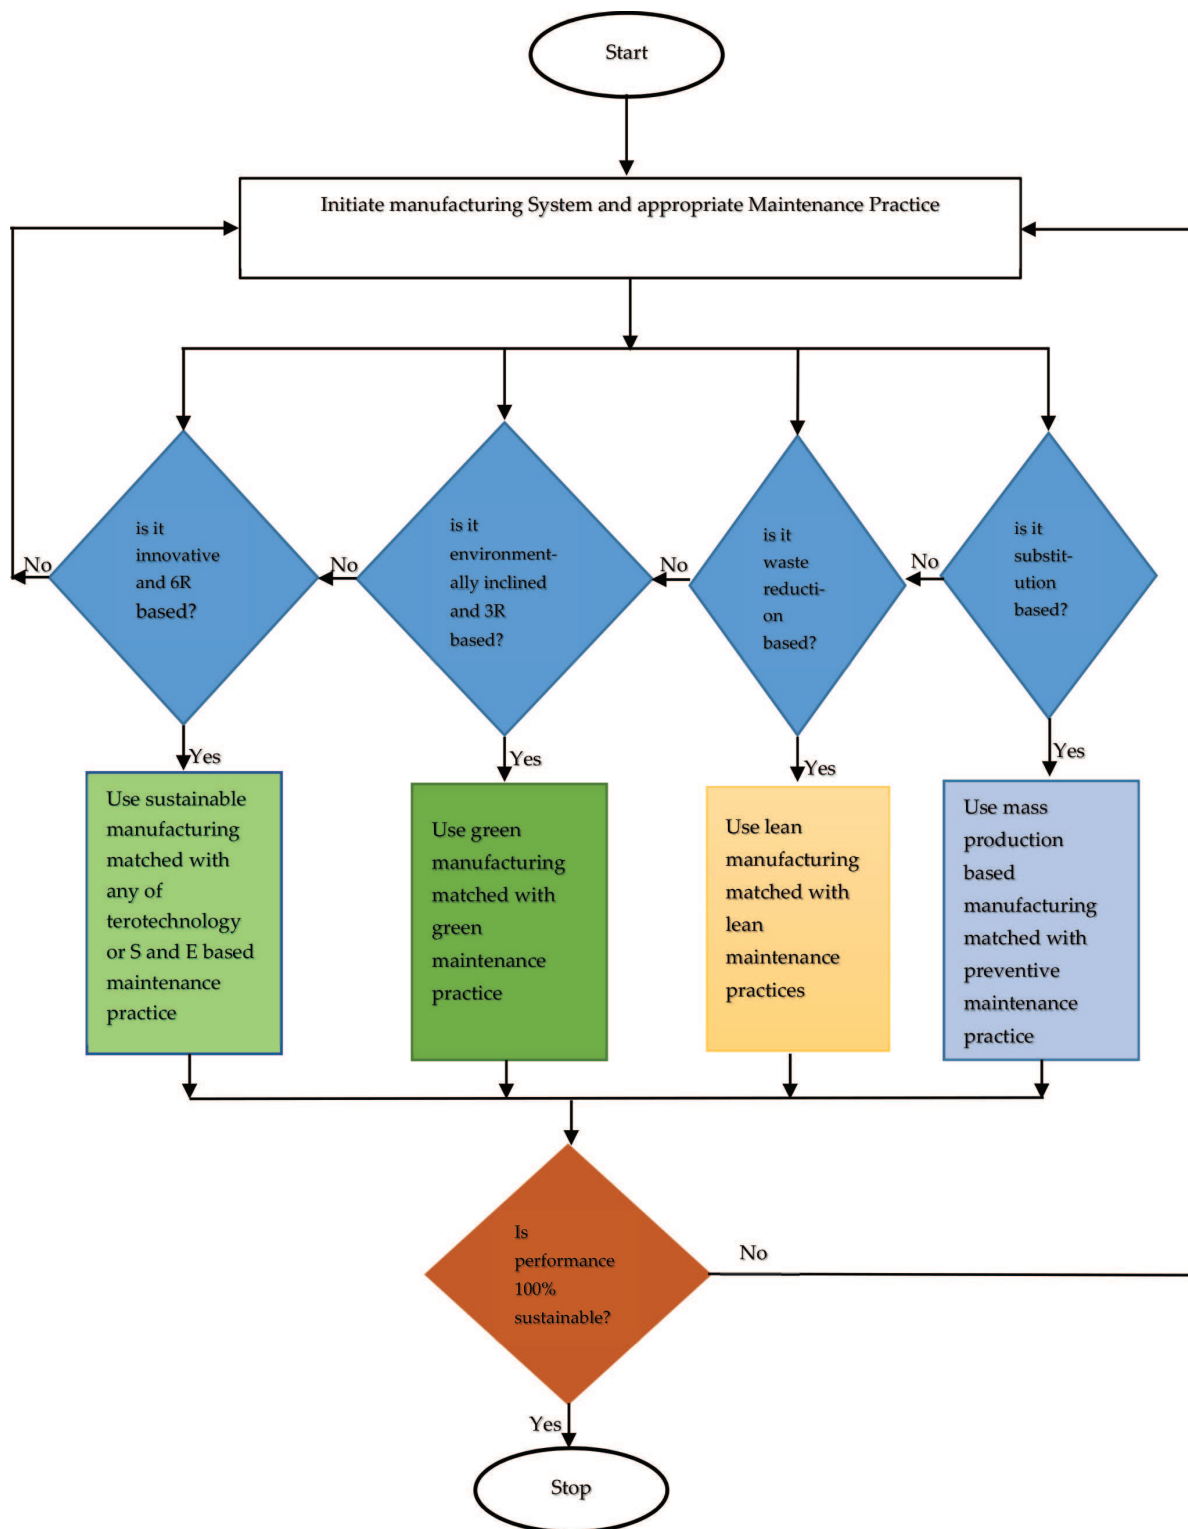 Start
Initiate manufacturing System and appropriate Maintenance Practice
is it
innovative
and 6R
based?
No
is it
environment-
ally inclined
and 3R
based?
No
is it
waste
reducti-
on
based?
No
is it
substit-
ution
based?
No
Yes
Yes
Yes
Yes
Use sustainable
manufacturing
matched with
any of
terotechnology
or S and E based
maintenance
practice
Use green
manufacturing
matched with
green
maintenance
practice
Use lean
manufacturing
matched with
lean
maintenance
practices
Use mass
production
based
manufacturing
matched with
preventive
maintenance
practice
Is
performance
100%
sustainable?
No
Yes
Stop